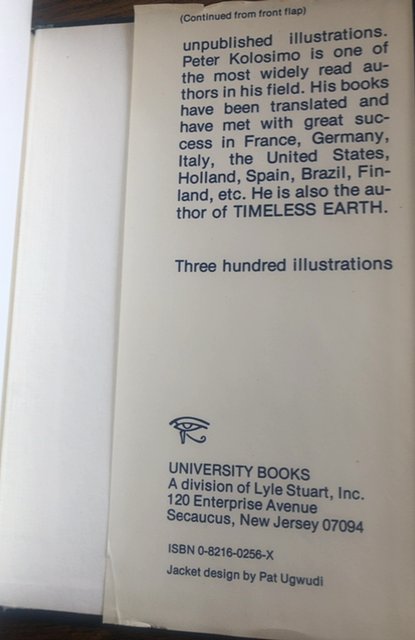 (Continued from front flap)
unpublished illustrations.
Peter Kolosimo is one of
the most widely read au-
thors in his field. His books
have been translated and
have met with great suc-
cess in France, Germany,
Italy, the United States,
Holland, Spain, Brazil, Fin-
land, etc. He is also the au-
thor of TIMELESS EARTH.
Three hundred illustrations
UNIVERSITY BOOKS
A division of Lyle Stuart, Inc.
120 Enterprise Avenue
Secaucus, New Jersey 07094
ISBN 0-8216-0256-X
Jacket design by Pat Ugwudi